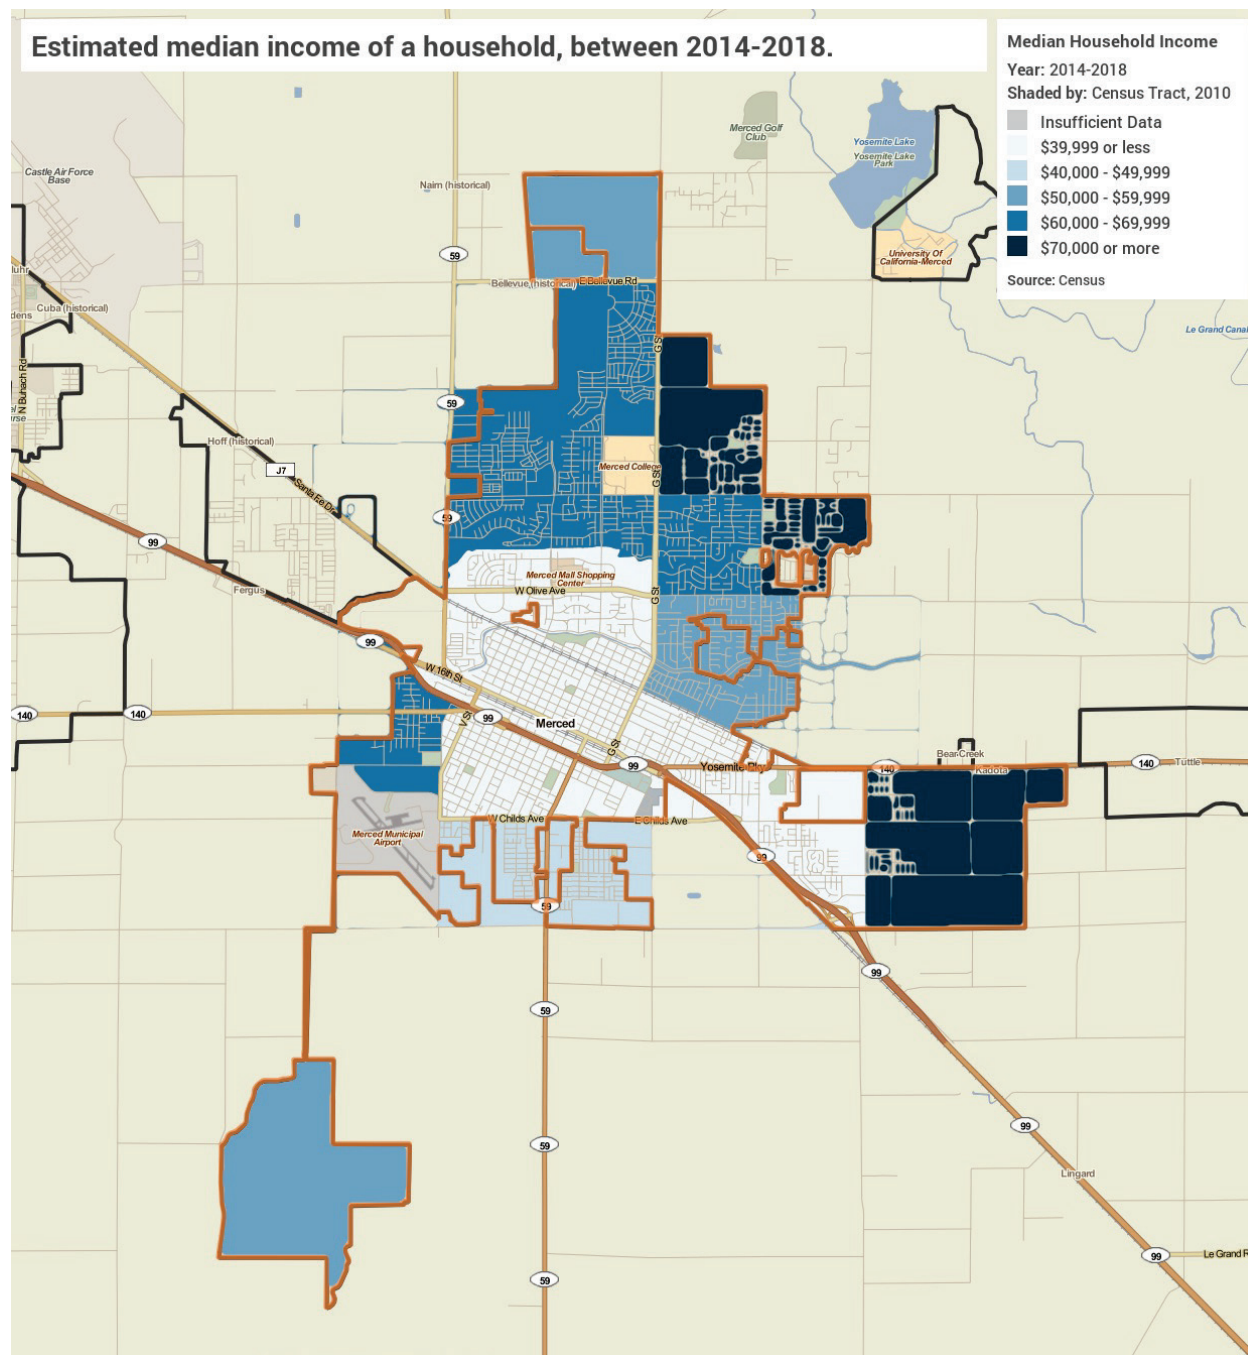 Estimated median income of a household, between 2014-2018.
Median Household Income
Year: 2014-2018
Shaded by: Census Tract, 2010
Insufficient Data
$39,999 or less
$40,000 - $49,999
$50,000 - $59,999
$60,000 - $69,999
$70,000 or more
Source: Census
Merced Golf
Club
Yosemite Lake
Yosemite Lake
Park
Castle Air Force
Base
Nairn (historical)
59
University Of
California-Merced
Bellevue (historical)
E Bellevue Rd
Cuba (historical)
dens
Le Grand Canal
G St
N Buhach Rd
59
Hoff (historical)
J7
Merced College
G St
Santa Fe Dr
59
99
Merced Mall Shopping
Center
Fergus
W Olive Ave
G St
99
W 16th St
140
140
V St
99
Merced
G St
99
Bear Creek
140
Tuttle
Yosemite Pky
140
Kadota
W Childs Ave
E Childs Ave
Merced Municipal
Airport
99
59
99
59
99
59
Lingard
99
Le Grand R
59